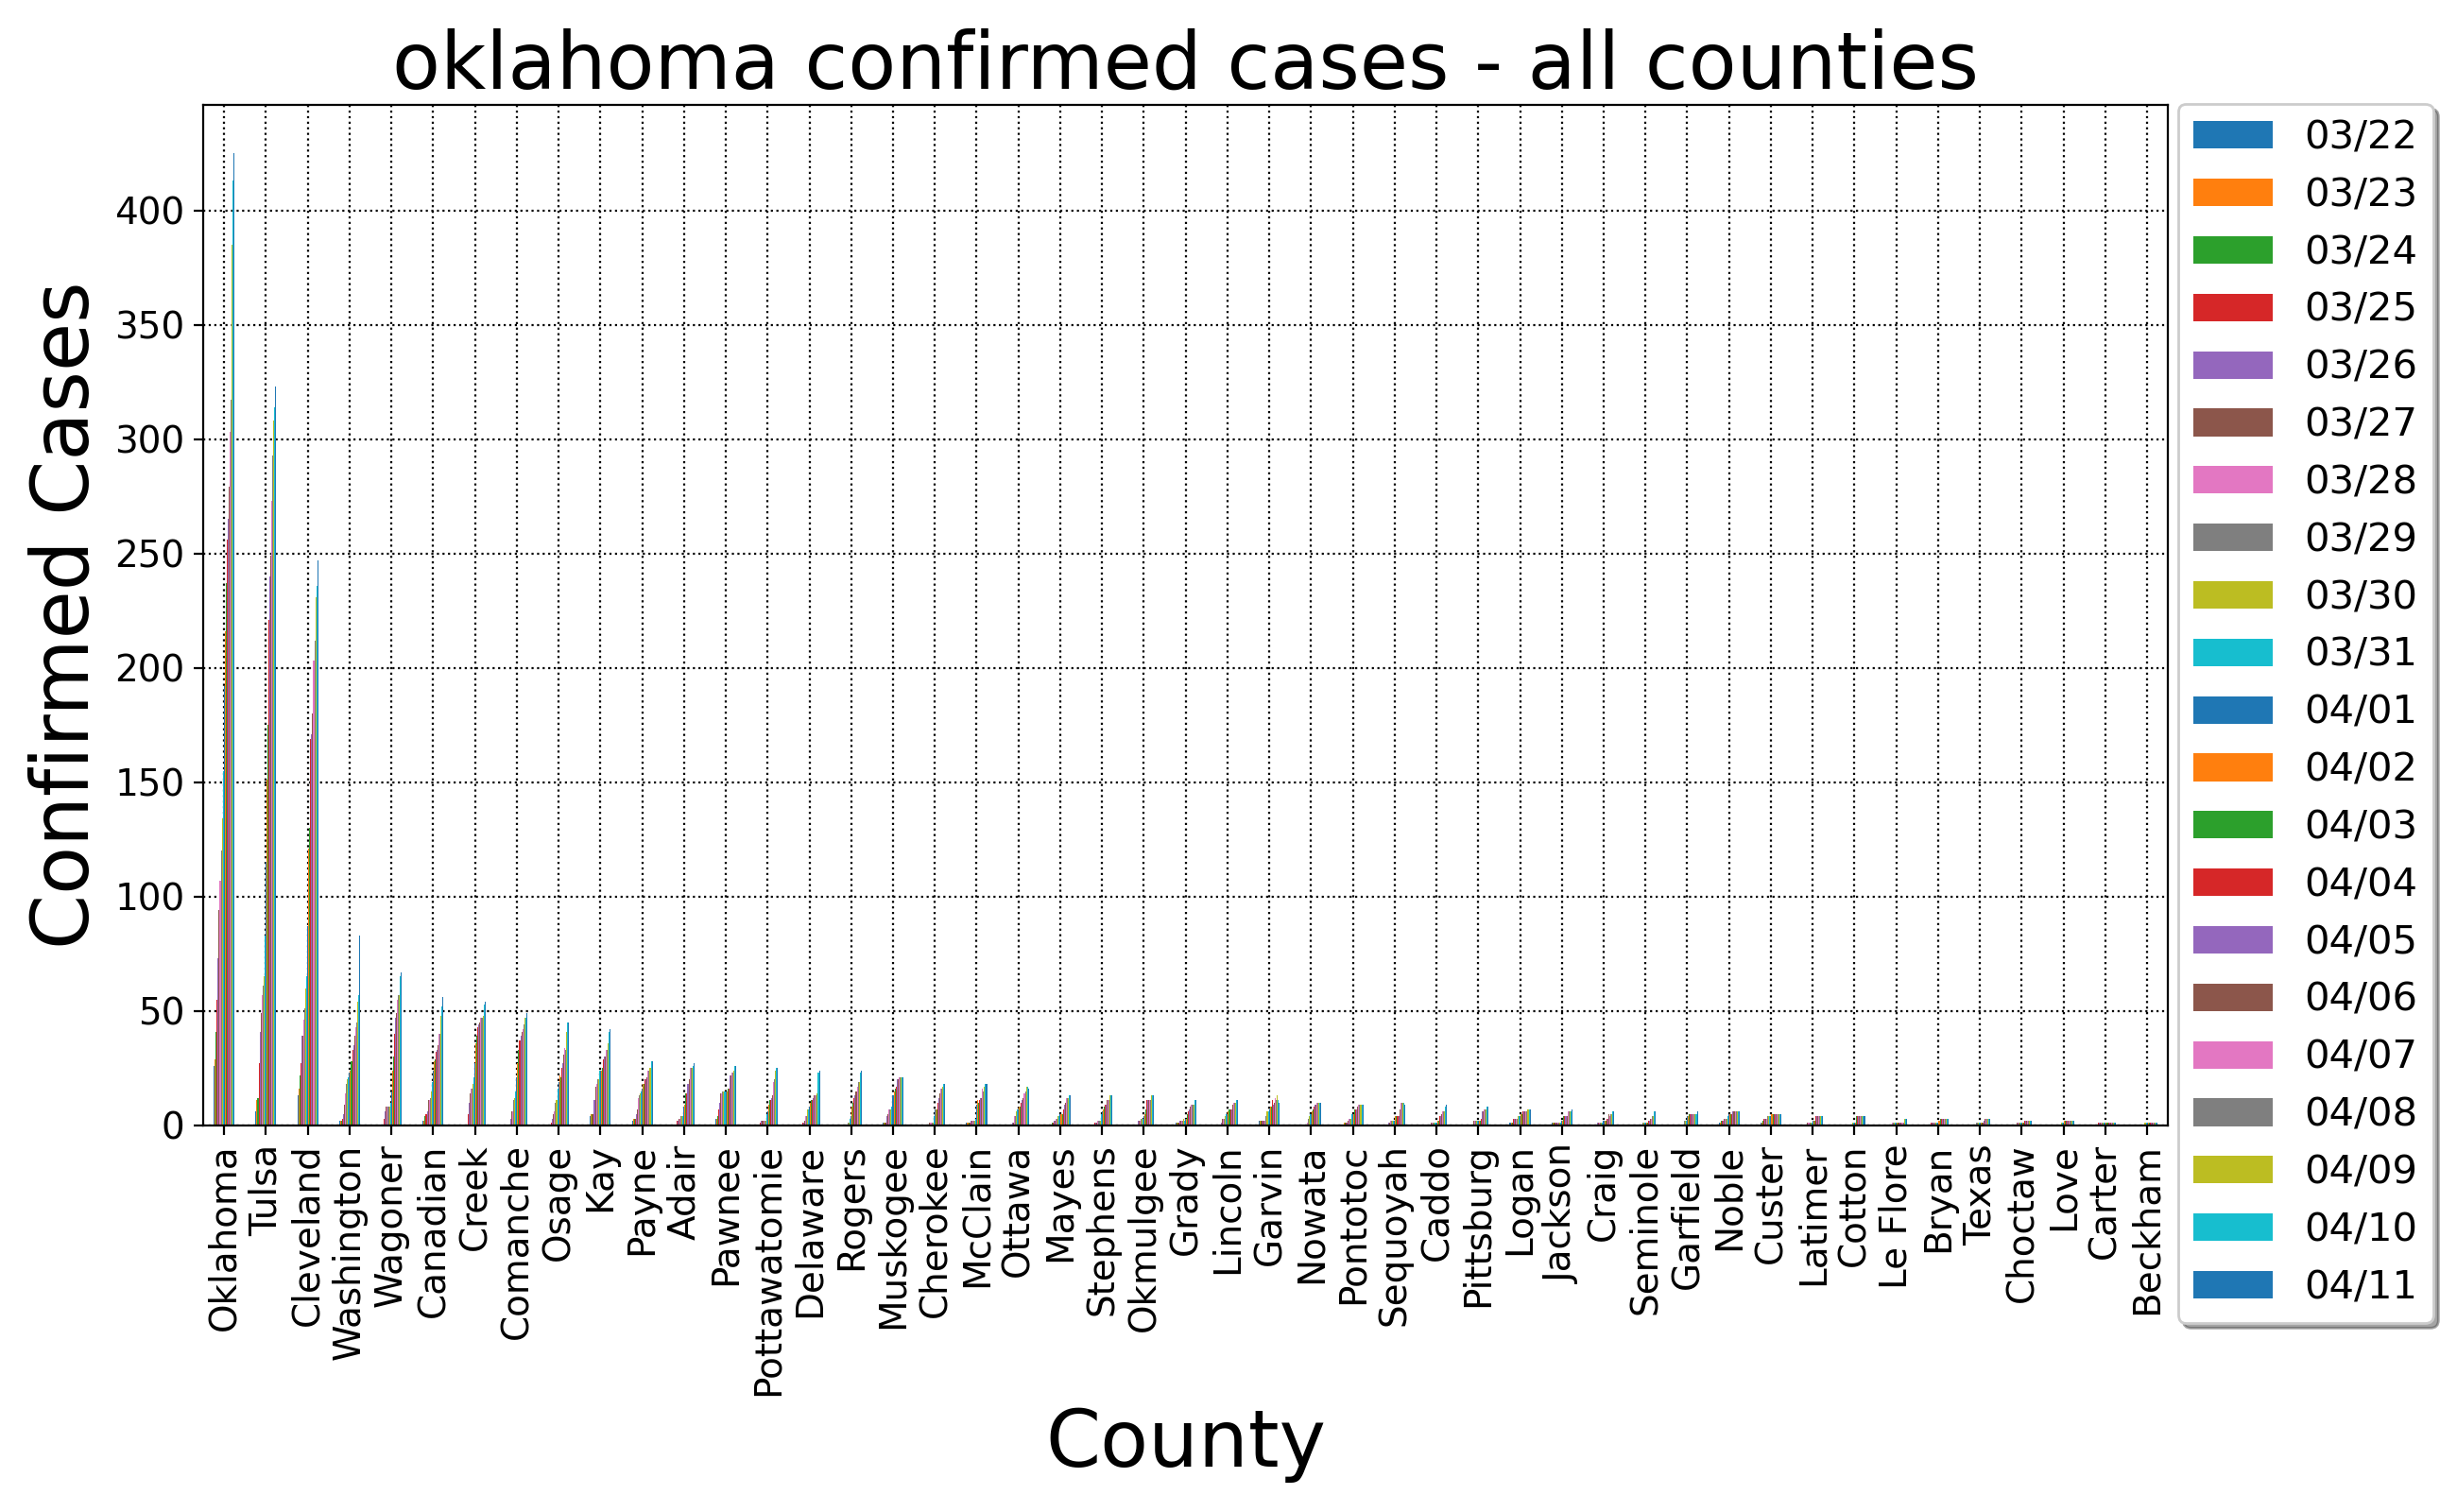 oklahoma confirmed cases - all counties
Confirmed Cases
400
350
300
250
200
150
100
50
0
Oklahoma
Tulsa
Cleveland
Washington
Wagoner
Canadian
Creek
Comanche
Osage
Kay
Payne
Adair
Pawnee
Pottawatomie
Delaware
Rogers
Muskogee
Cherokee
McClain
Ottawa
Mayes
Stephens
Okmulgee
Grady
Lincoln
Garvin
Nowata
Pontotoc
Sequoyah
Caddo
Pittsburg
Logan
Jackson
Craig
Seminole
Garfield
Noble
Custer
Latimer
Cotton
Le Flore
Bryan
Texas
Choctaw
Love
Carter
Beckham
County
03/22
03/23
03/24
03/25
03/26
03/27
03/28
03/29
03/30
03/31
04/01
04/02
04/03
04/04
04/05
04/06
04/07
04/08
04/09
04/10
04/11